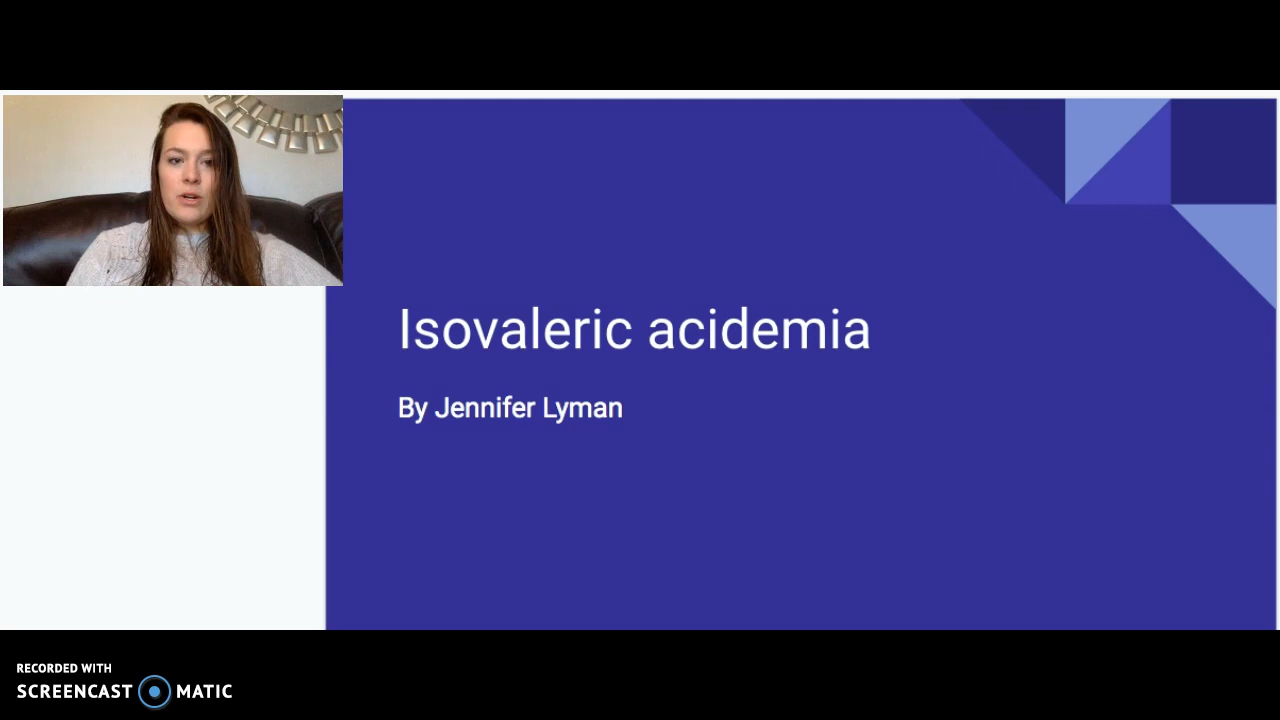 Isovaleric acidemia
By Jennifer Lyman
RECORDED WITH
SCREENCAST MATIC